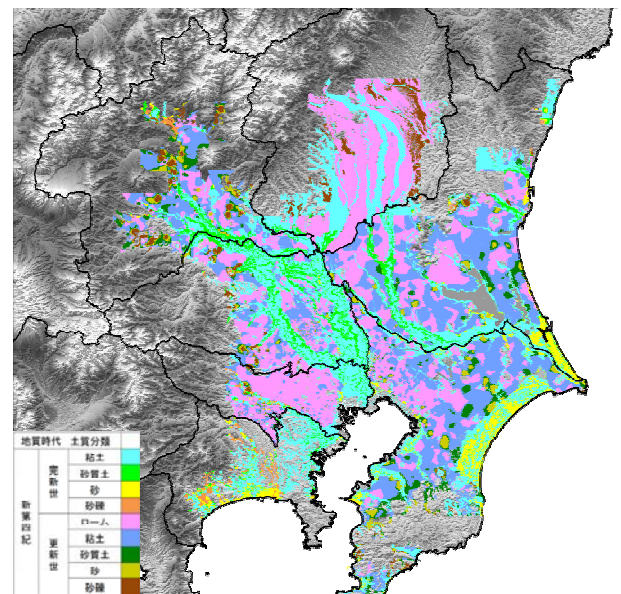 地質時代 土質分類
新第四紀
完新世
粘土
砂質土
砂
砂礫
更新世
ローム
粘土
砂質土
砂
砂礫